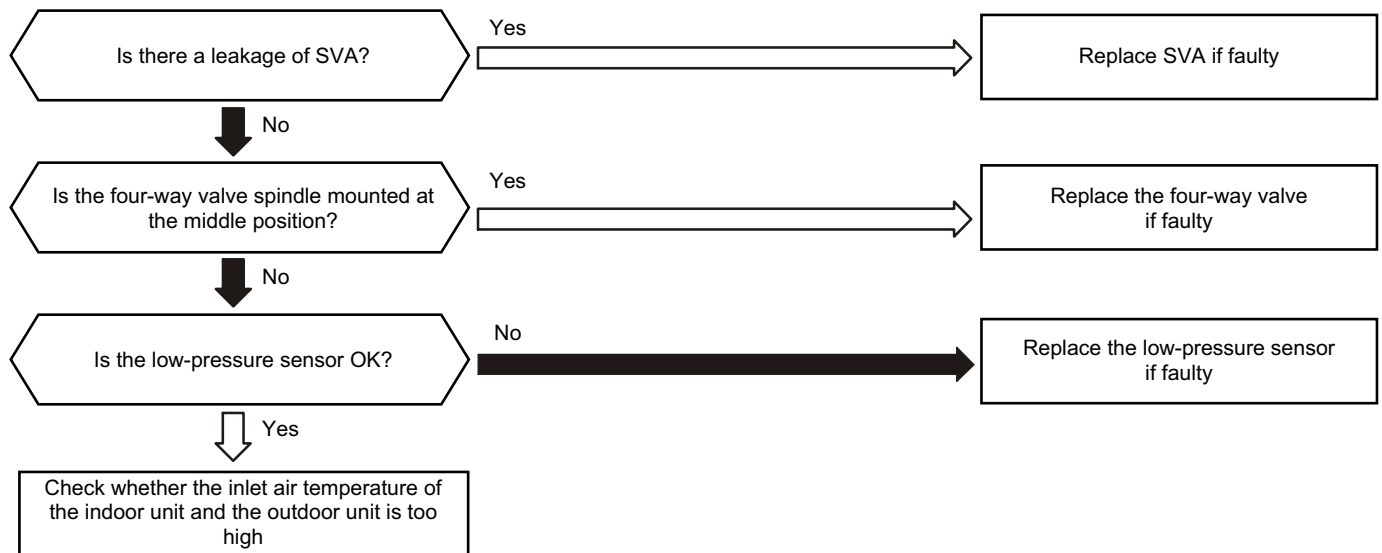 Is there a leakage of SVA?
Yes
Replace SVA if faulty
No
Is the four-way valve spindle mounted at
the middle position?
Yes
Replace the four-way valve
if faulty
No
Is the low-pressure sensor OK?
No
Replace the low-pressure sensor
if faulty
Yes
Check whether the inlet air temperature of
the indoor unit and the outdoor unit is too
high